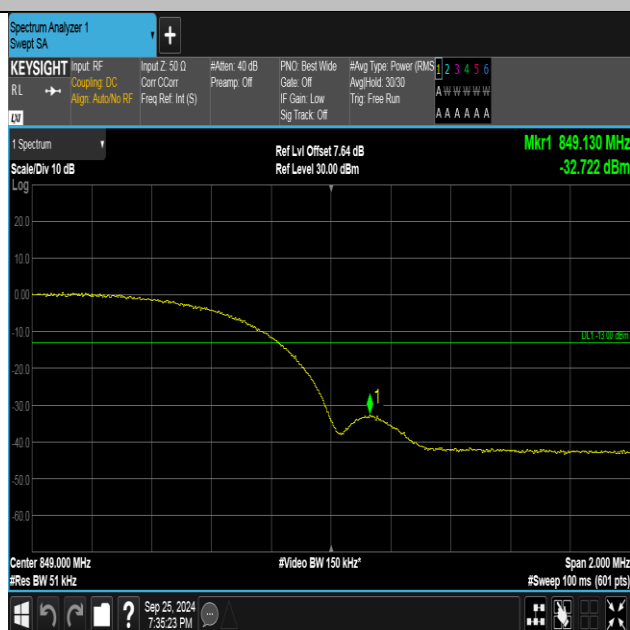 Spectrum Analyzer 1
Swept SA
+
KEYSIGHT
RL
LXI
Input: RF
Coupling: DC
Align: Auto/No RF
Input Z: 50 Ω
Corr CCorr
Freq Ref: Int (S)
#Atten: 40 dB
Preamp: Off
PNO: Best Wide
Gate: Off
IF Gain: Low
Sig Track: Off
#Avg Type: Power (RMS
Avg|Hold: 30/30
Trig: Free Run
1 2 3 4 5 6
A W W W W W
A A A A A A
1 Spectrum
Scale/Div 10 dB
Ref Lvl Offset 7.64 dB
Ref Level 30.00 dBm
Mkr1 849.130 MHz
-32.722 dBm
Log
20.0
10.0
0.00
-10.0
DL1 -13.00 dBm
-20.0
-30.0
1
-40.0
-50.0
-60.0
Center 849.000 MHz
#Video BW 150 kHz*
Span 2.000 MHz
#Res BW 51 kHz
#Sweep 100 ms (601 pts)
?
Sep 25, 2024
7:35:23 PM